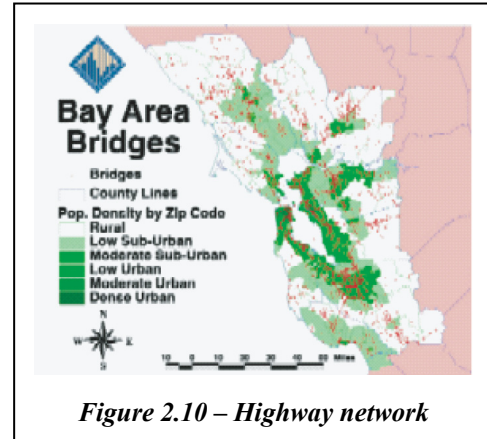 Bay Area
Bridges
Bridges
County Lines
Pop. Density by Zip Code
Rural
Low Sub-Urban
Moderate Sub-Urban
Low Urban
Moderate Urban
Dense Urban
N
W E
S
10 0 10 20 30 40 50 Miles
Figure 2.10 – Highway network